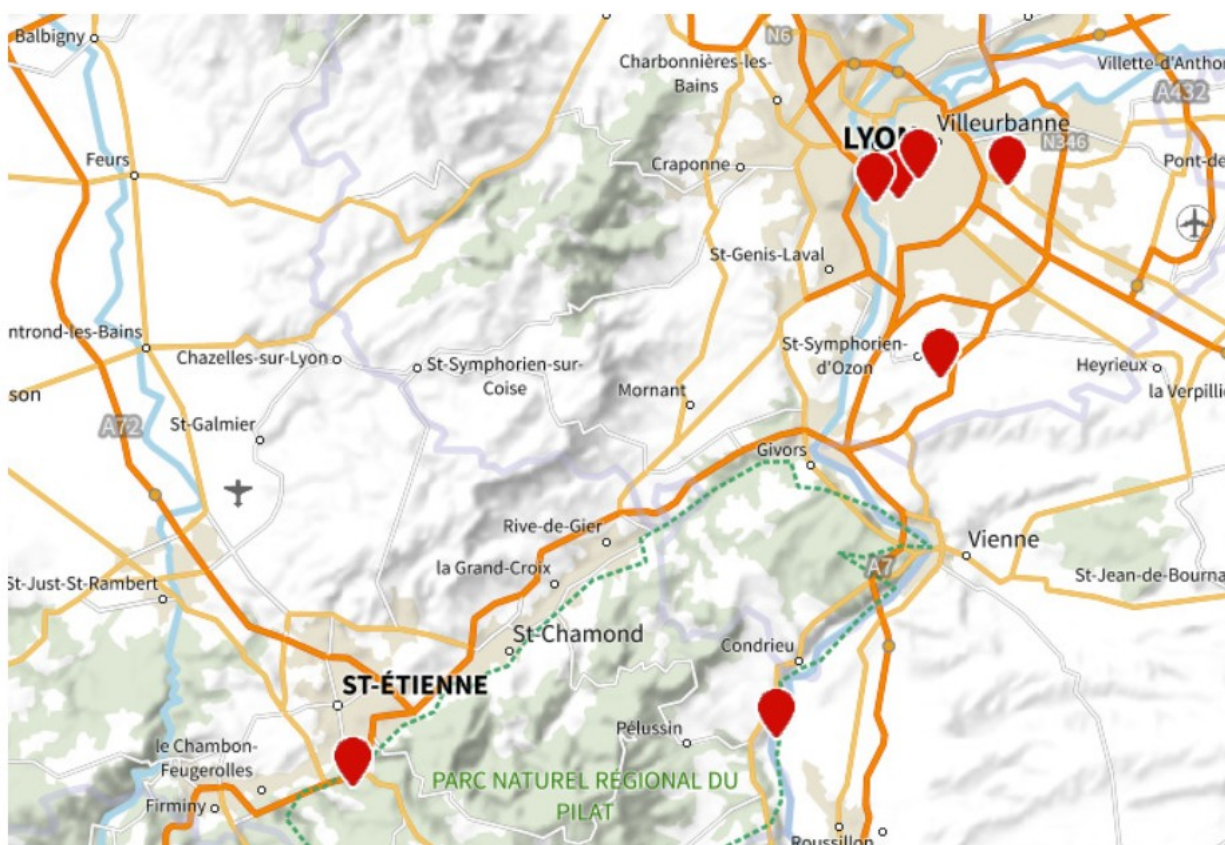 Balbigny
N6
Charbonnières-les-
Bains
Villette-d'Anthon
A432
LYON
Villeurbanne
N346
Feurs
Craponne
Pont-de
St-Genis-Laval
ntrond-les-Bains
Chazelles-sur-Lyon
St-Symphorien-sur-
Coise
St-Symphorien-
d'Ozon
Heyrieux
son
Mornant
la Verpilli
A72
St-Galmier
Givors
Rive-de-Gier
Vienne
la Grand-Croix
A7
St-Just-St-Rambert
St-Jean-de-Bourna
St-Chamond
Condrieu
ST-ÉTIENNE
Pélussin
le Chambon-
Feugerolles
PARC NATUREL RÉGIONAL DU
PILAT
Firminy
Roussillon